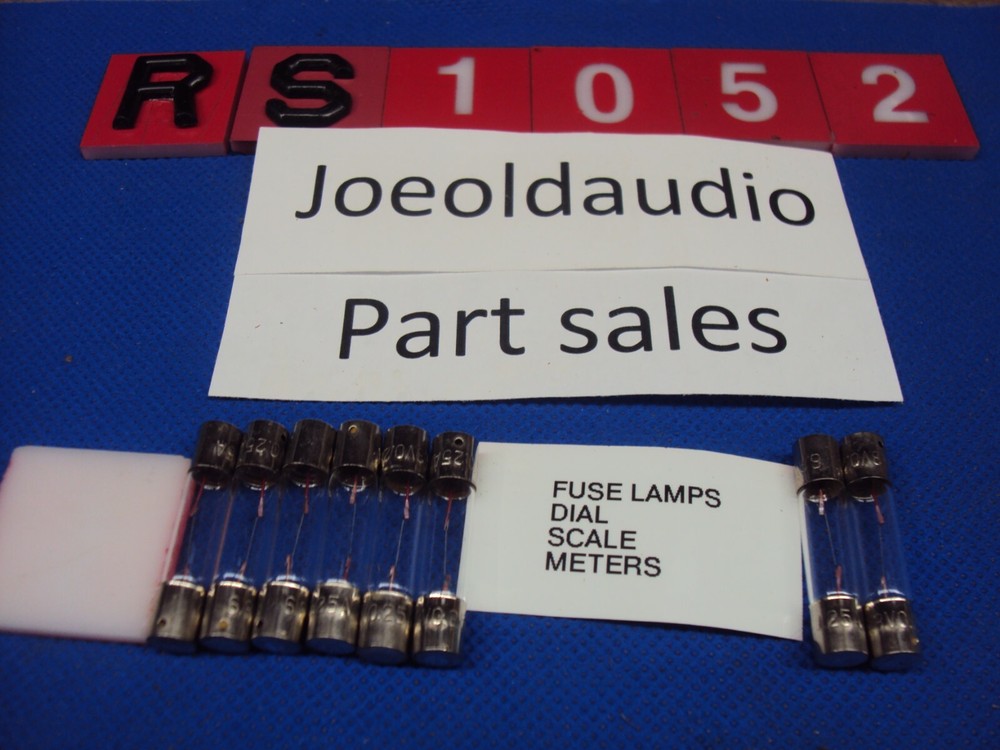 RS1052
Joeoldaudio
Part sales
FUSE LAMPS
DIAL
SCALE
METERS